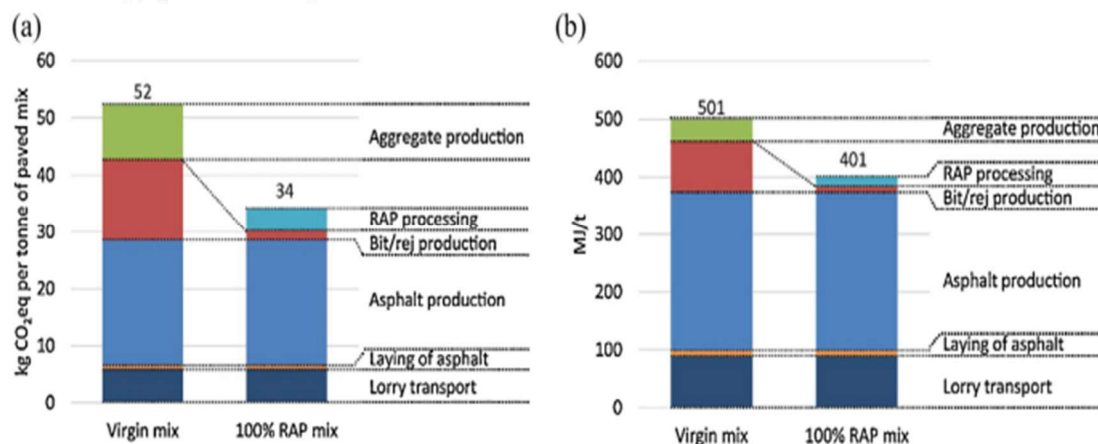 (a)
kg CO₂eq per tonne of paved mix
60
50
40
30
20
10
0
52
34
Aggregate production
RAP processing
Bit/rej production
Asphalt production
Laying of asphalt
Lorry transport
Virgin mix
100% RAP mix
(b)
MJ/t
600
500
400
300
200
100
0
501
401
Aggregate production
RAP processing
Bit/rej production
Asphalt production
Laying of asphalt
Lorry transport
Virgin mix
100% RAP mix